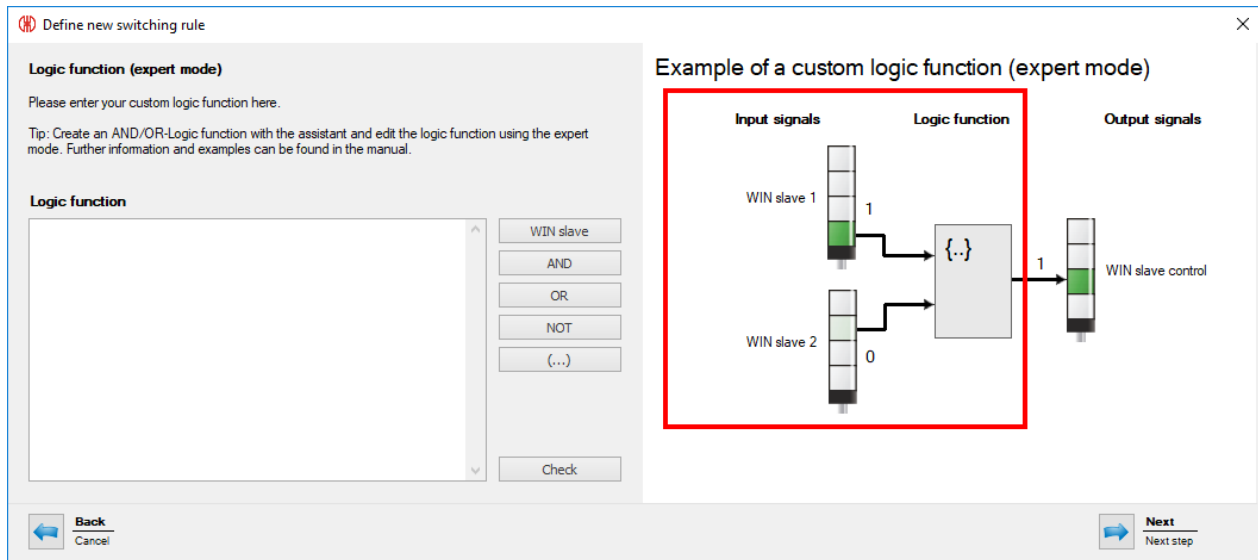 Define new switching rule
Logic function (expert mode)
Please enter your custom logic function here.
Tip: Create an AND/OR-Logic function with the assistant and edit the logic function using the expert
mode. Further information and examples can be found in the manual.
Logic function
WIN slave
AND
OR
NOT
(...)
Check
Example of a custom logic function (expert mode)
Input signals
Logic function
Output signals
WIN slave 1
1
{..}
1
WIN slave control
WIN slave 2
0
Back
Cancel
Next
Next step